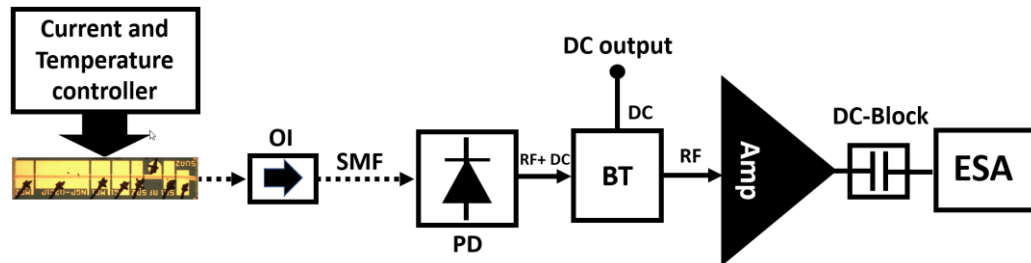 Current and
Temperature
controller
OI
SMF
PD
RF+ DC
DC output
DC
BT
RF
Amp
DC-Block
ESA